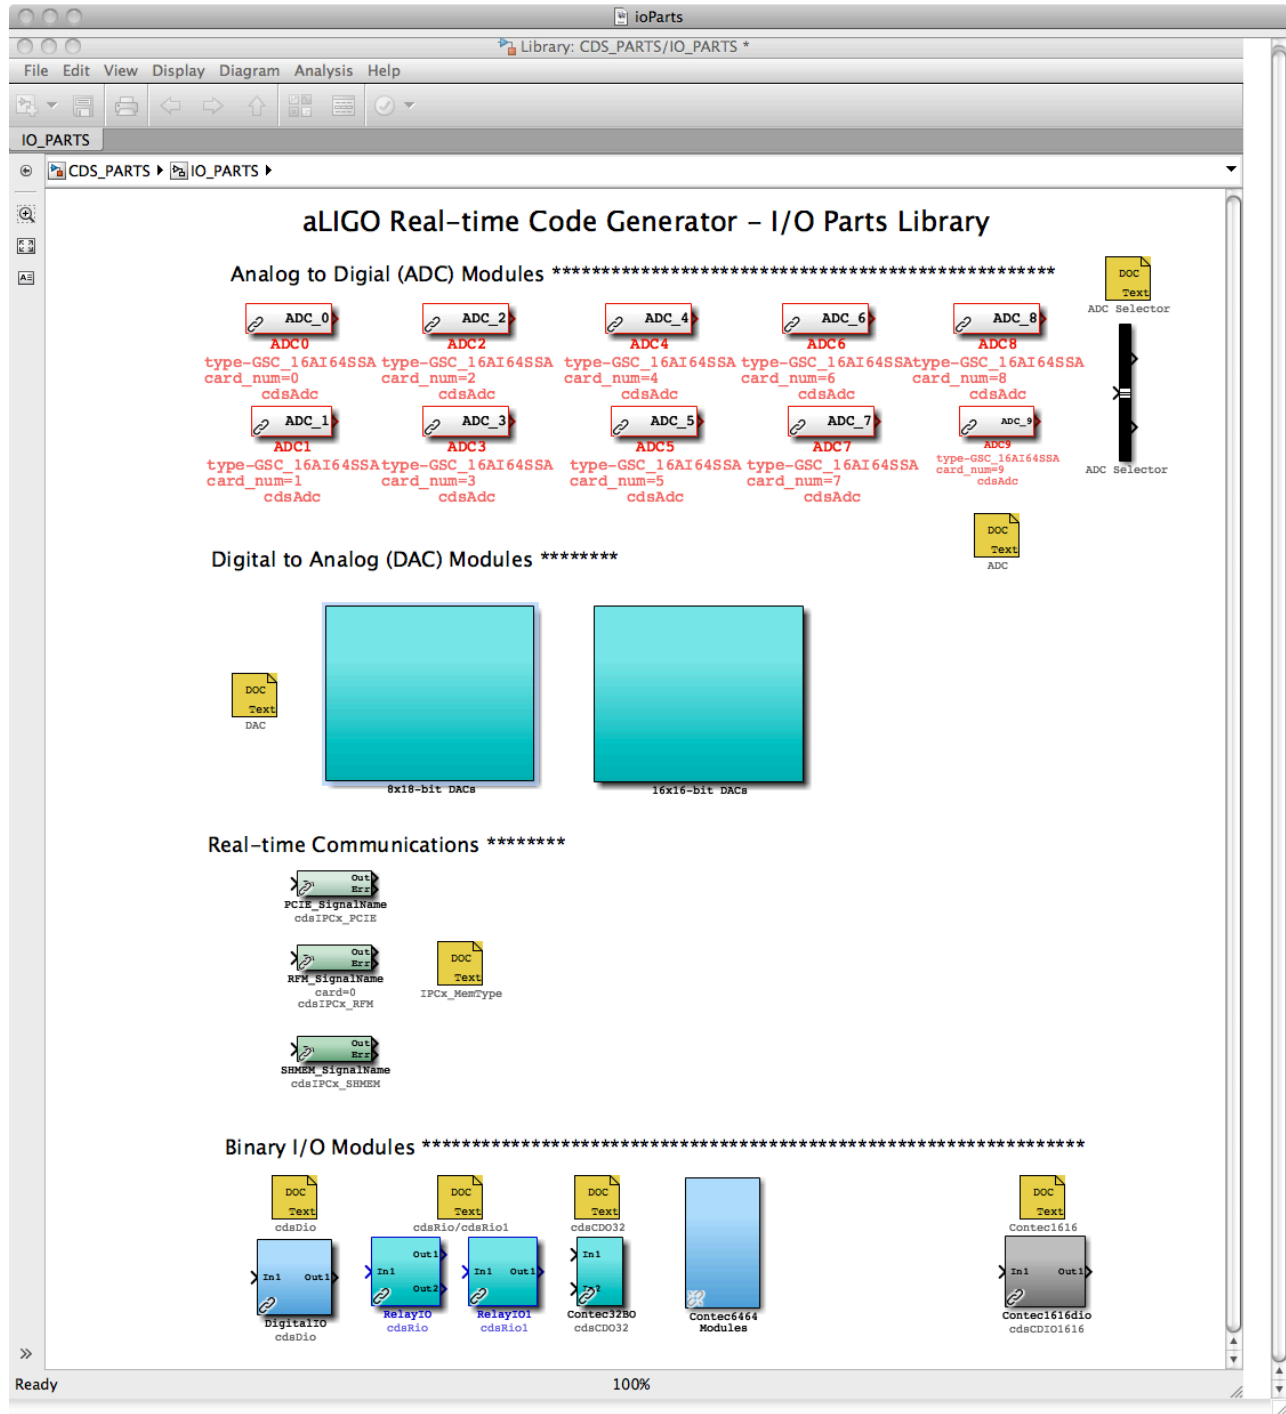 ioParts
Library: CDS_PARTS/IO_PARTS *
File Edit View Display Diagram Analysis Help
IO_PARTS
CDS_PARTS IO_PARTS
aLIGO Real-time Code Generator - I/O Parts Library
Analog to Digial (ADC) Modules **************************************************
DOC
Text
ADC Selector
ADC_0 ADC_2 ADC_4 ADC_6 ADC_8
ADC0 ADC2 ADC4 ADC6 ADC8
type-GSC_16AI64SSA type-GSC_16AI64SSA type-GSC_16AI64SSA type-GSC_16AI64SSA type-GSC_16AI64SSA
card_num=0 card_num=2 card_num=4 card_num=6 card_num=8
cdsAdc cdsAdc cdsAdc cdsAdc cdsAdc
ADC_1 ADC_3 ADC_5 ADC_7 ADC_9
ADC1 ADC3 ADC5 ADC7 ADC9
type-GSC_16AI64SSA type-GSC_16AI64SSA type-GSC_16AI64SSA type-GSC_16AI64SSA type-GSC_16AI64SSA
card_num=1 card_num=3 card_num=5 card_num=7 card_num=9
cdsAdc cdsAdc cdsAdc cdsAdc cdsAdc
ADC Selector
DOC
Text
ADC
Digital to Analog (DAC) Modules ********
DOC
Text
DAC
8x18-bit DACs 16x16-bit DACs
Real-time Communications ********
Out
Err
PCIE_SignalName
cdsIPCx_PCIE
Out
Err
RFM_SignalName
card=0
cdsIPCx_RFM
DOC
Text
IPCx_MemType
Out
Err
SHMEM_SignalName
cdsIPCx_SHMEM
Binary I/O Modules *******************************************************************
DOC DOC DOC DOC
Text Text Text Text
cdsDio cdsRio/cdsRio1 cdsCDO32 Contec1616
In1 Out1 In1 Out1 Out2 In1 Out1 In1 In2 In1 Out1
DigitalIO RelayIO RelayIO1 Contec32BO Contec6464 Modules Contec1616dio
cdsDio cdsRio cdsRio1 cdsCDO32 cdsCDIO1616
Ready 100%